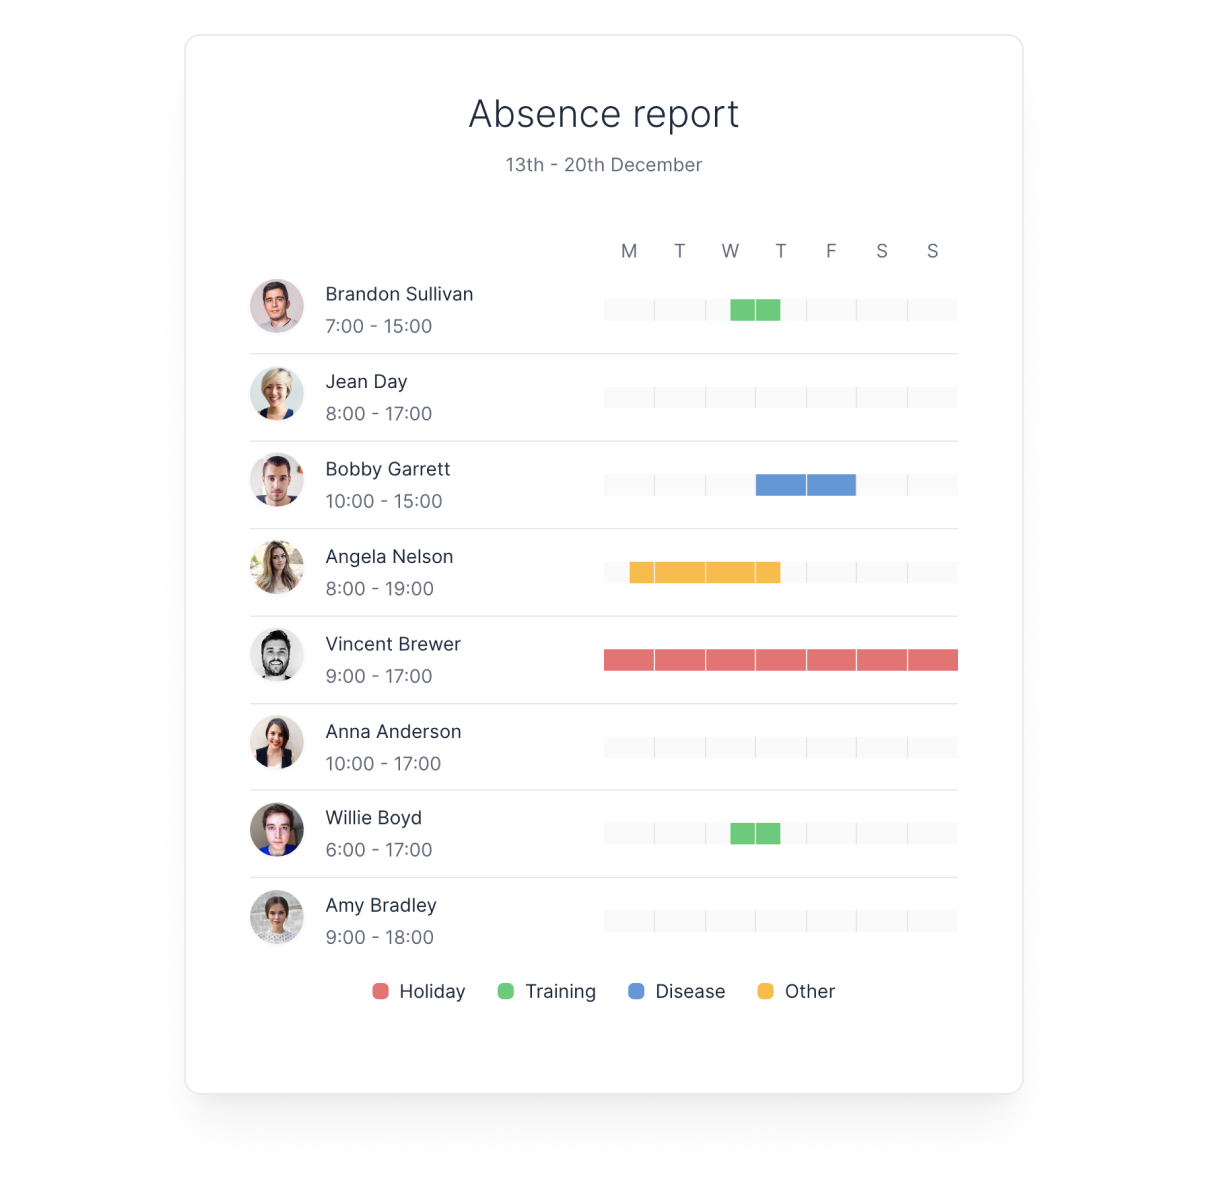 Absence report
13th - 20th December
M T W T F S S
Brandon Sullivan
7:00 - 15:00
Jean Day
8:00 - 17:00
Bobby Garrett
10:00 - 15:00
Angela Nelson
8:00 - 19:00
Vincent Brewer
9:00 - 17:00
Anna Anderson
10:00 - 17:00
Willie Boyd
6:00 - 17:00
Amy Bradley
9:00 - 18:00
Holiday Training Disease Other